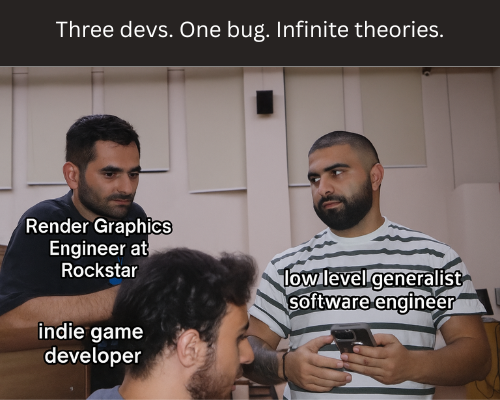 Three devs. One bug. Infinite theories.
Render Graphics
Engineer at
Rockstar
low level generalist
software engineer
indie game
developer